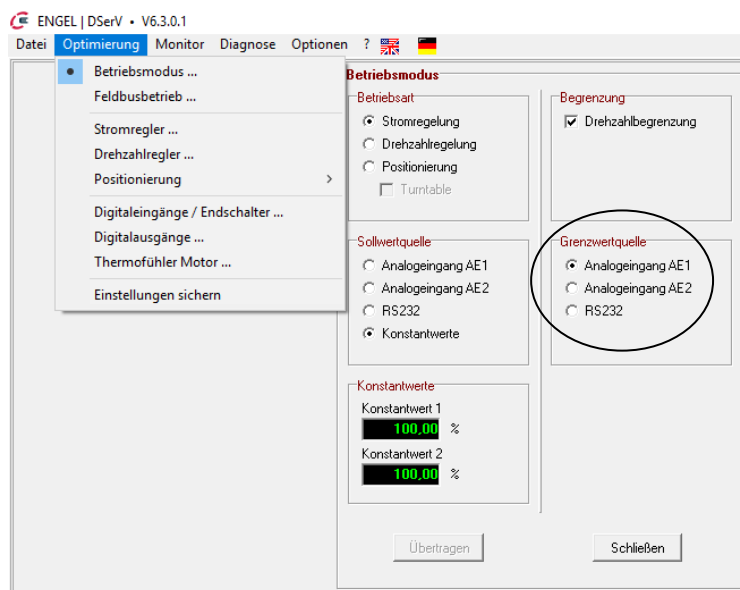 ENGEL | DSerV • V6.3.0.1
Datei Optimierung Monitor Diagnose Optionen ?
Betriebsmodus ...
Feldbusbetrieb ...
Stromregler ...
Drehzahlregler ...
Positionierung >
Digitaleingänge / Endschalter ...
Digitalausgänge ...
Thermofühler Motor ...
Einstellungen sichern
Betriebsmodus
Betriebsart
Stromregelung
Drehzahlregelung
Positionierung
Turntable
Begrenzung
Drehzahlbegrenzung
Sollwertquelle
Analogeingang AE1
Analogeingang AE2
RS232
Konstantwerte
Grenzwertquelle
Analogeingang AE1
Analogeingang AE2
RS232
Konstantwerte
Konstantwert 1
100,00 %
Konstantwert 2
100,00 %
Übertragen
Schließen